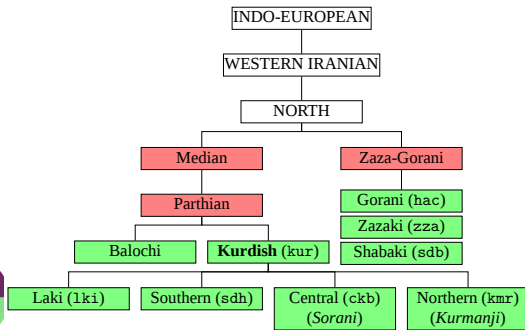 INDO-EUROPEAN
WESTERN IRANIAN
NORTH
Median
Zaza-Gorani
Parthian
Gorani (hac)
Zazaki (zza)
Balochi
Kurdish (kur)
Shabaki (sdb)
Laki (lki)
Southern (sdh)
Central (ckb)
(Sorani)
Northern (kmr)
(Kurmanji)